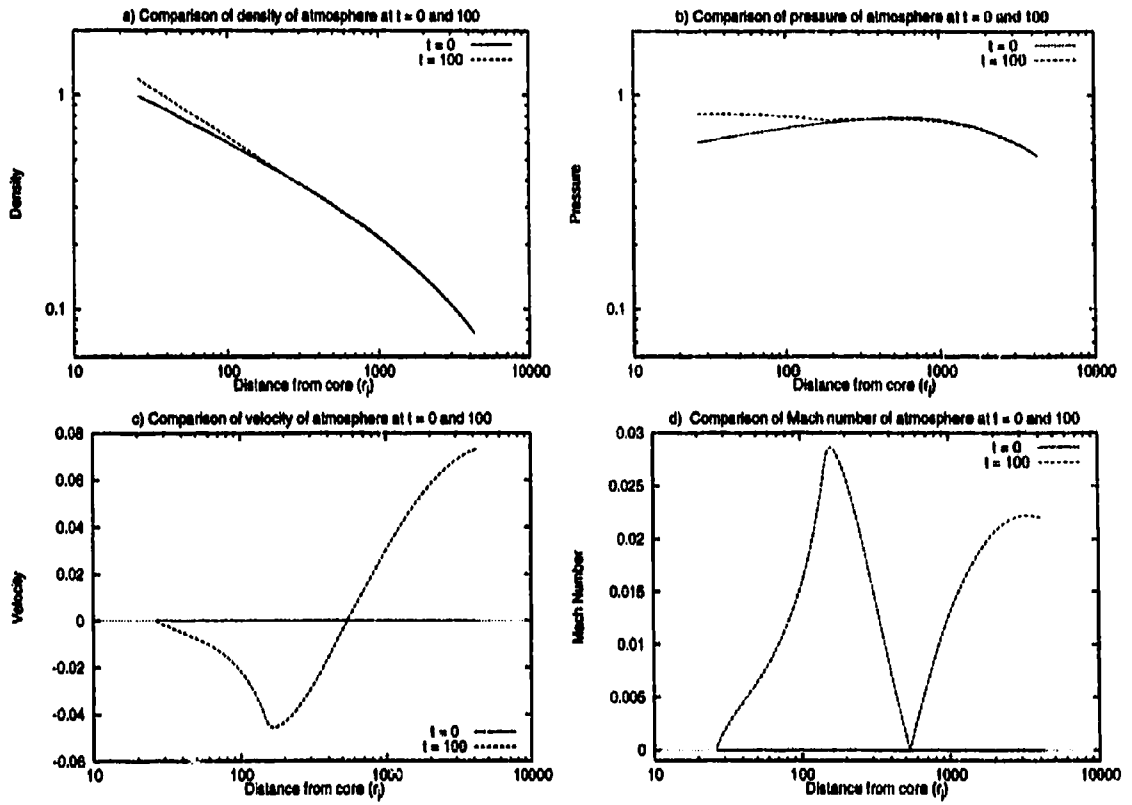 a) Comparison of density of atmosphere at t = 0 and 100
t = 0
t = 100
1
0.1
Density
10
100
1000
10000
Distance from core (rj)
b) Comparison of pressure of atmosphere at t = 0 and 100
t = 0
t = 100
1
0.1
Pressure
10
100
1000
10000
Distance from core (rj)
c) Comparison of velocity of atmosphere at t = 0 and 100
0.08
0.06
0.04
0.02
0
-0.02
-0.04
-0.06
Velocity
t = 0
t = 100
10
100
1000
10000
Distance from core (rj)
d) Comparison of Mach number of atmosphere at t = 0 and 100
t = 0
t = 100
0.03
0.025
0.02
0.015
0.01
0.005
0
Mach Number
10
100
1000
10000
Distance from core (rj)